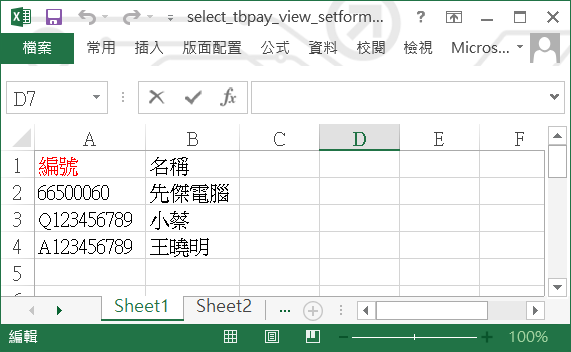 select_tbpay_view_setform...
?
檔案 常用 插入 版面配置 公式 資料 校閱 檢視 Micros...
D7 fx
A B C D E F
1 編號 名稱
2 66500060 先傑電腦
3 Q123456789 小蔡
4 A123456789 王曉明
5
6
Sheet1 Sheet2 ...
編輯 100%